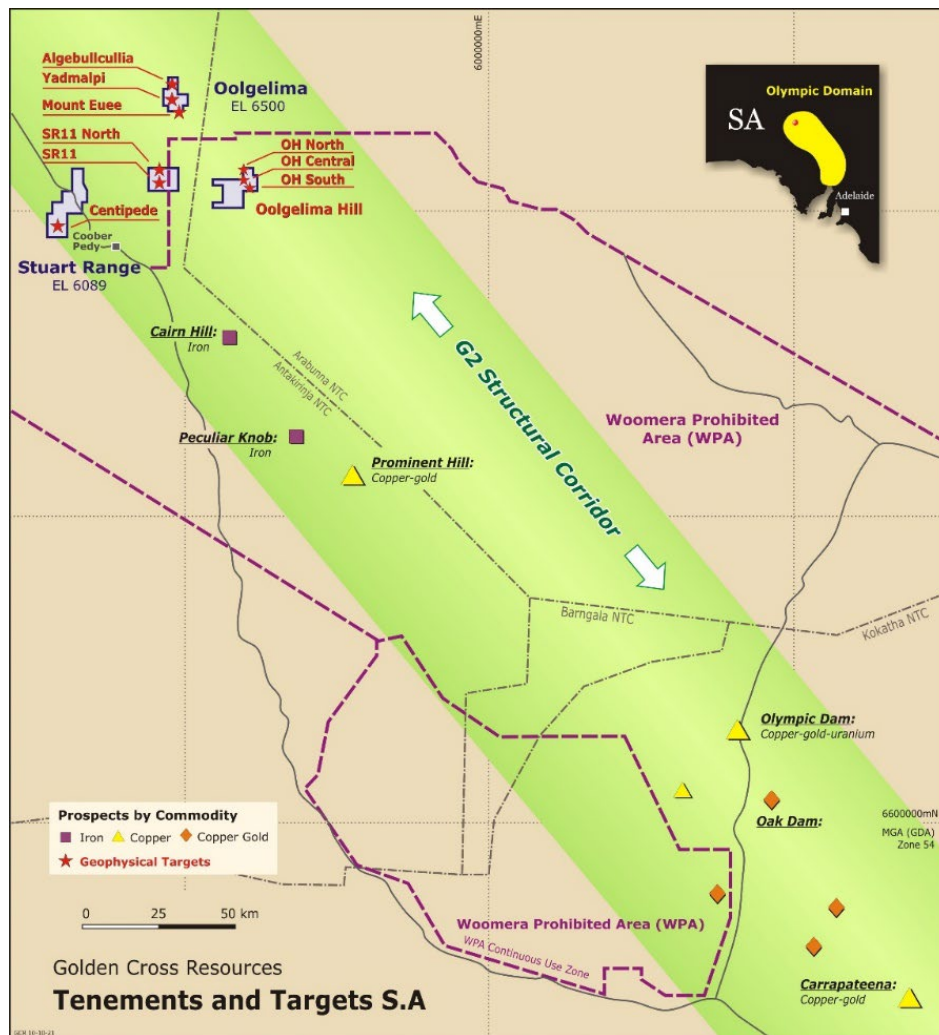 6000000mE
Algebullcullia
Yadmalpi
Mount Euee
Oolgelima
EL 6500
SR11 North
SR11
OH North
OH Central
OH South
Oolgelima Hill
Centipede
Coober
Pedy
Stuart Range
EL 6089
Olympic Domain
SA
Adelaide
Cairn Hill:
Iron
Arabunna NTC
Antakirinja NTC
G2 Structural Corridor
Woomera Prohibited
Area (WPA)
Peculiar Knob:
Iron
Prominent Hill:
Copper-gold
Barngala NTC
Kokatha NTC
Olympic Dam:
Copper-gold-uranium
Oak Dam:
6600000mN
MGA (GDA)
Zone 54
Prospects by Commodity
Iron Copper Copper Gold
Geophysical Targets
0 25 50 km
Woomera Prohibited Area (WPA)
WPA Continuous Use Zone
Golden Cross Resources
Tenements and Targets S.A
Carrapateena:
Copper-gold